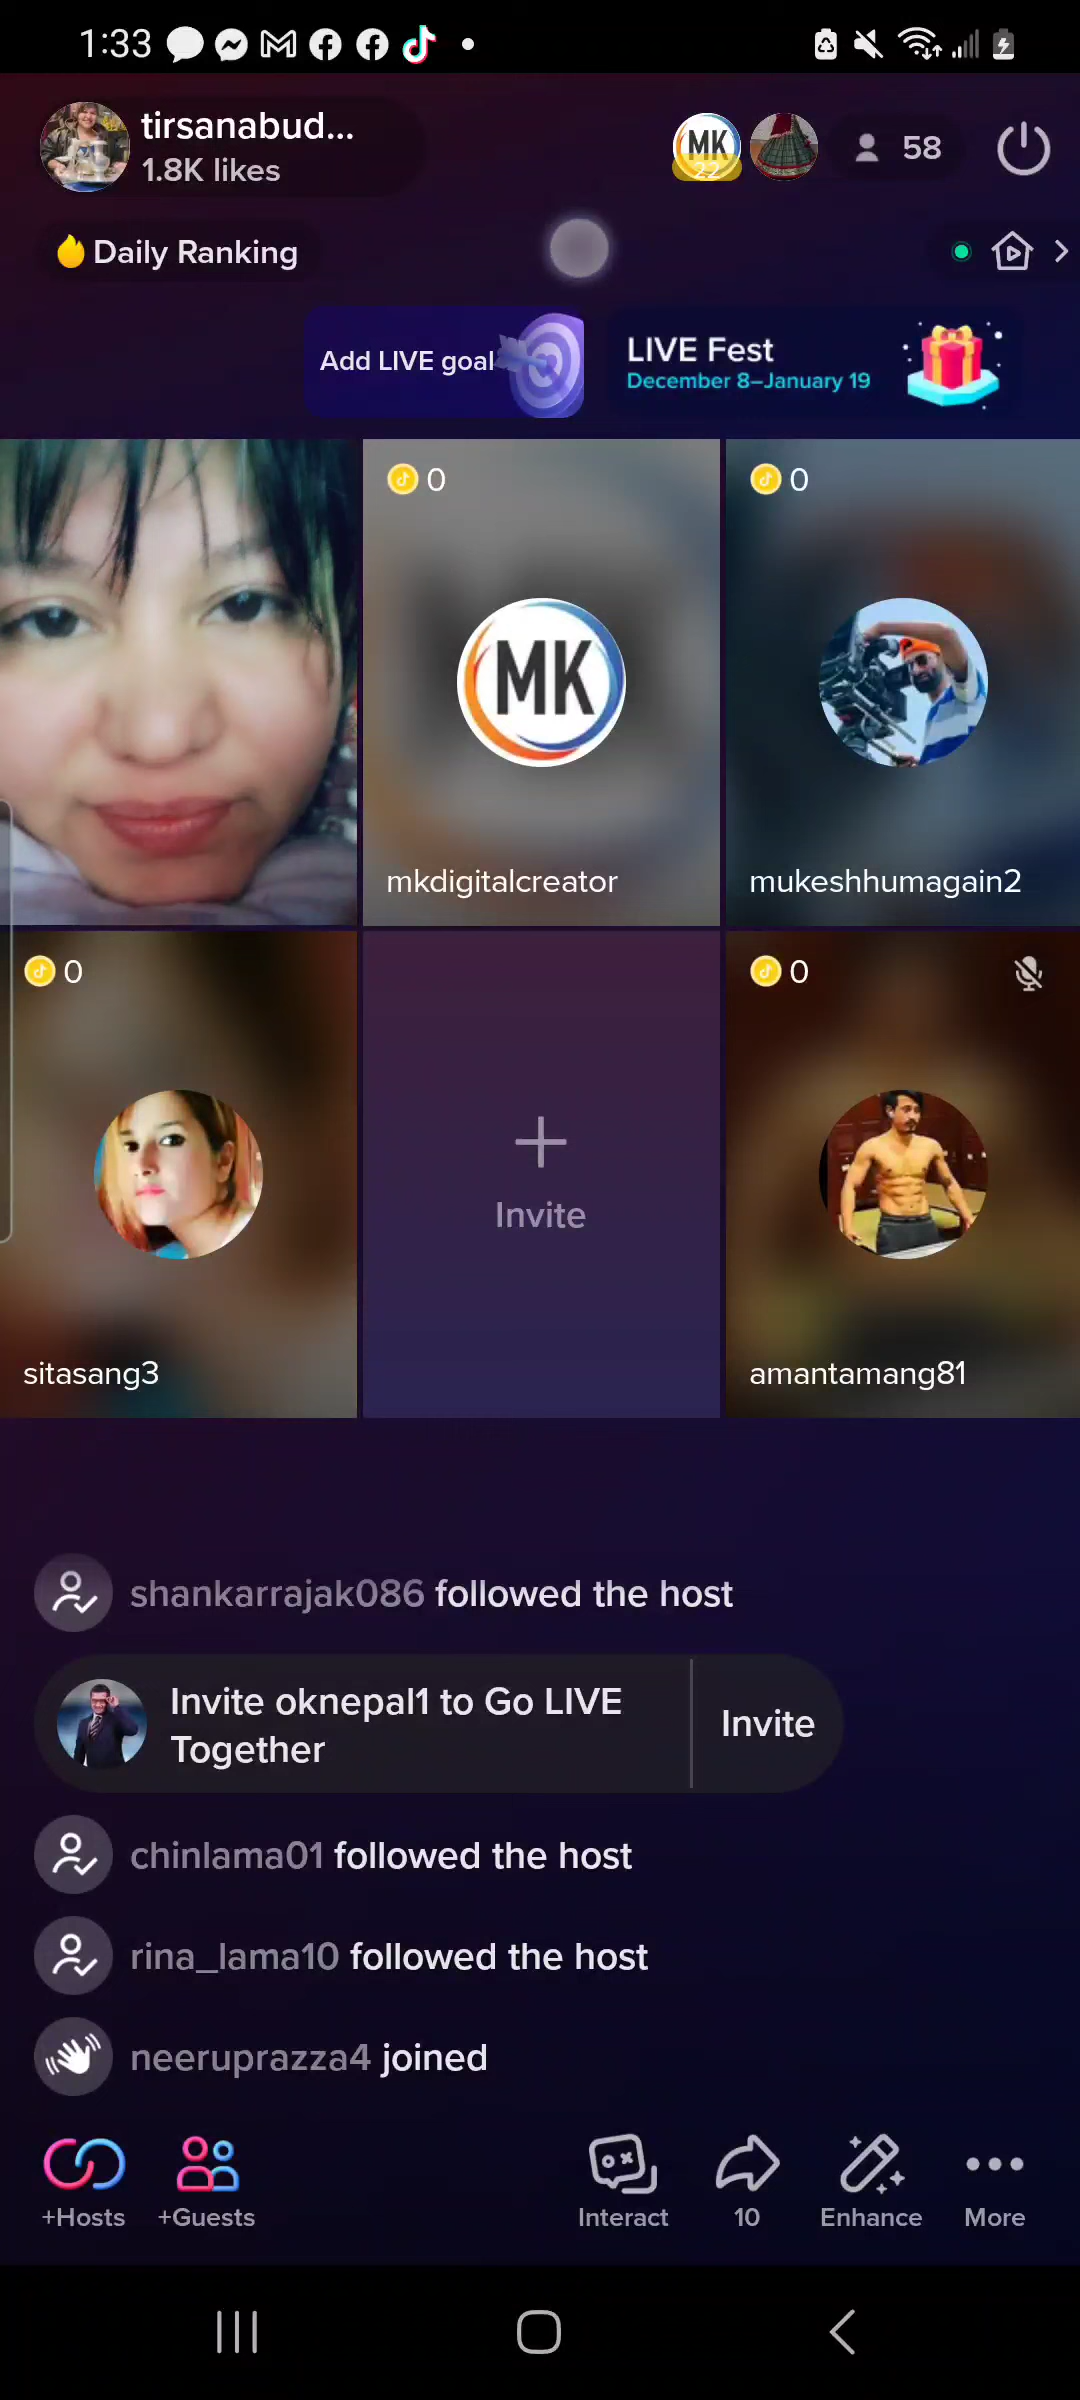 1:33
tirsanabud...
1.8K likes
MK
22
58
Daily Ranking
Add LIVE goal
LIVE Fest
December 8–January 19
0
0
MK
mkdigitalcreator
mukeshhumagain2
0
0
Invite
sitasang3
amantamang81
shankarrajak086 followed the host
Invite oknepal1 to Go LIVE
Together
Invite
chinlama01 followed the host
rina_lama10 followed the host
neeruprazza4 joined
+Hosts
+Guests
Interact
10
Enhance
More